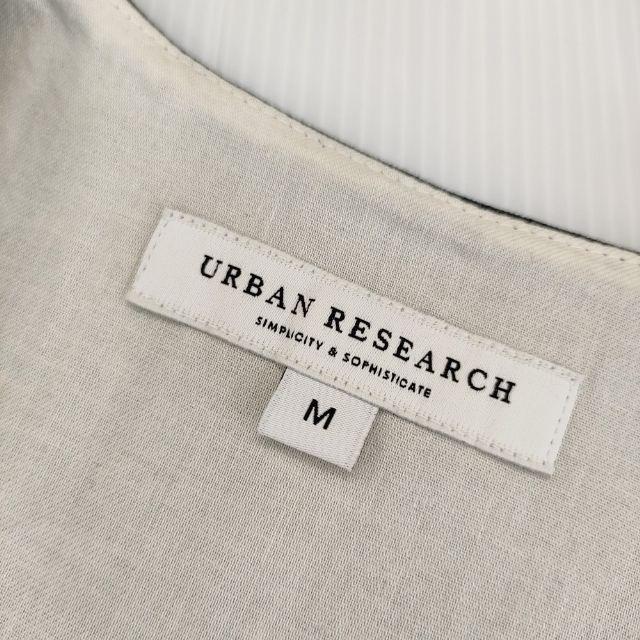 URBAN RESEARCH
SIMPLICITY & SOPHISTICATE
M